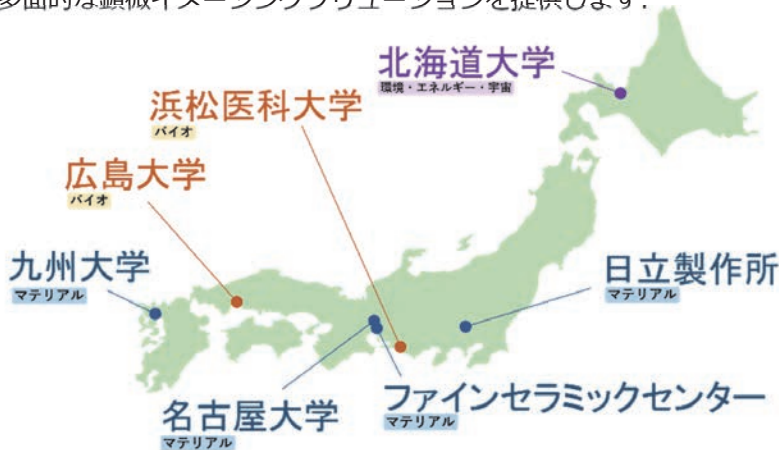 多面的な顕微イメージングソリューションを提供します.
北海道大学
環境・エネルギー・宇宙
浜松医科大学
バイオ
広島大学
バイオ
九州大学
マテリアル
日立製作所
マテリアル
ファインセラミックセンター
マテリアル
名古屋大学
マテリアル